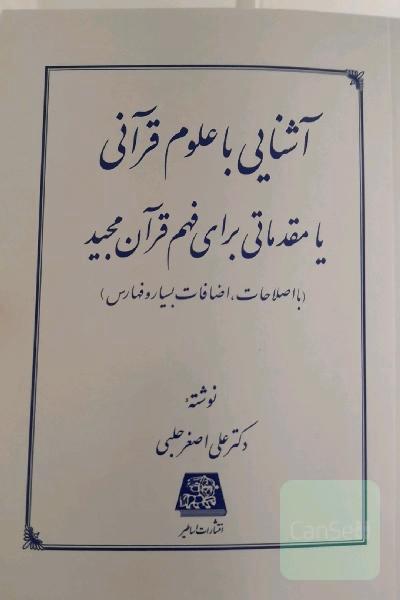 آشنایی با علوم قرآنی
یا مقدماتی برای فهم قرآن مجید
(با اصلاحات، اضافات بسیار و فهارس)
نوشتهٔ
دکتر علی اصغر حلبی
انتشارات اساطیر
CanSell